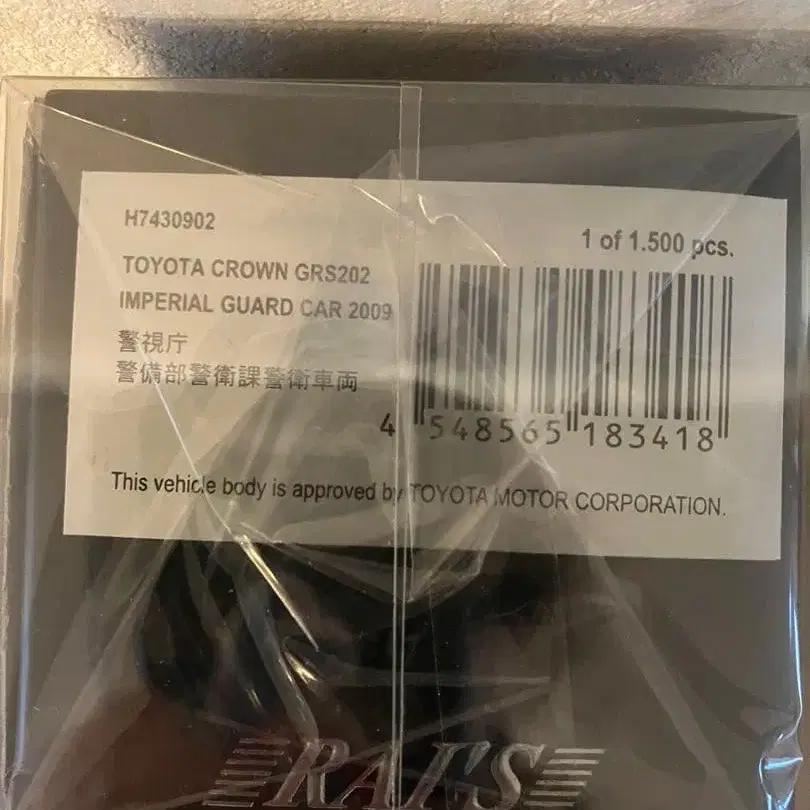 H7430902
1 of 1.500 pcs.
TOYOTA CROWN GRS202
IMPERIAL GUARD CAR 2009
警視庁
警備部警衛課警衛車両
4 548565 183418
This vehicle body is approved by TOYOTA MOTOR CORPORATION.
RAI'S